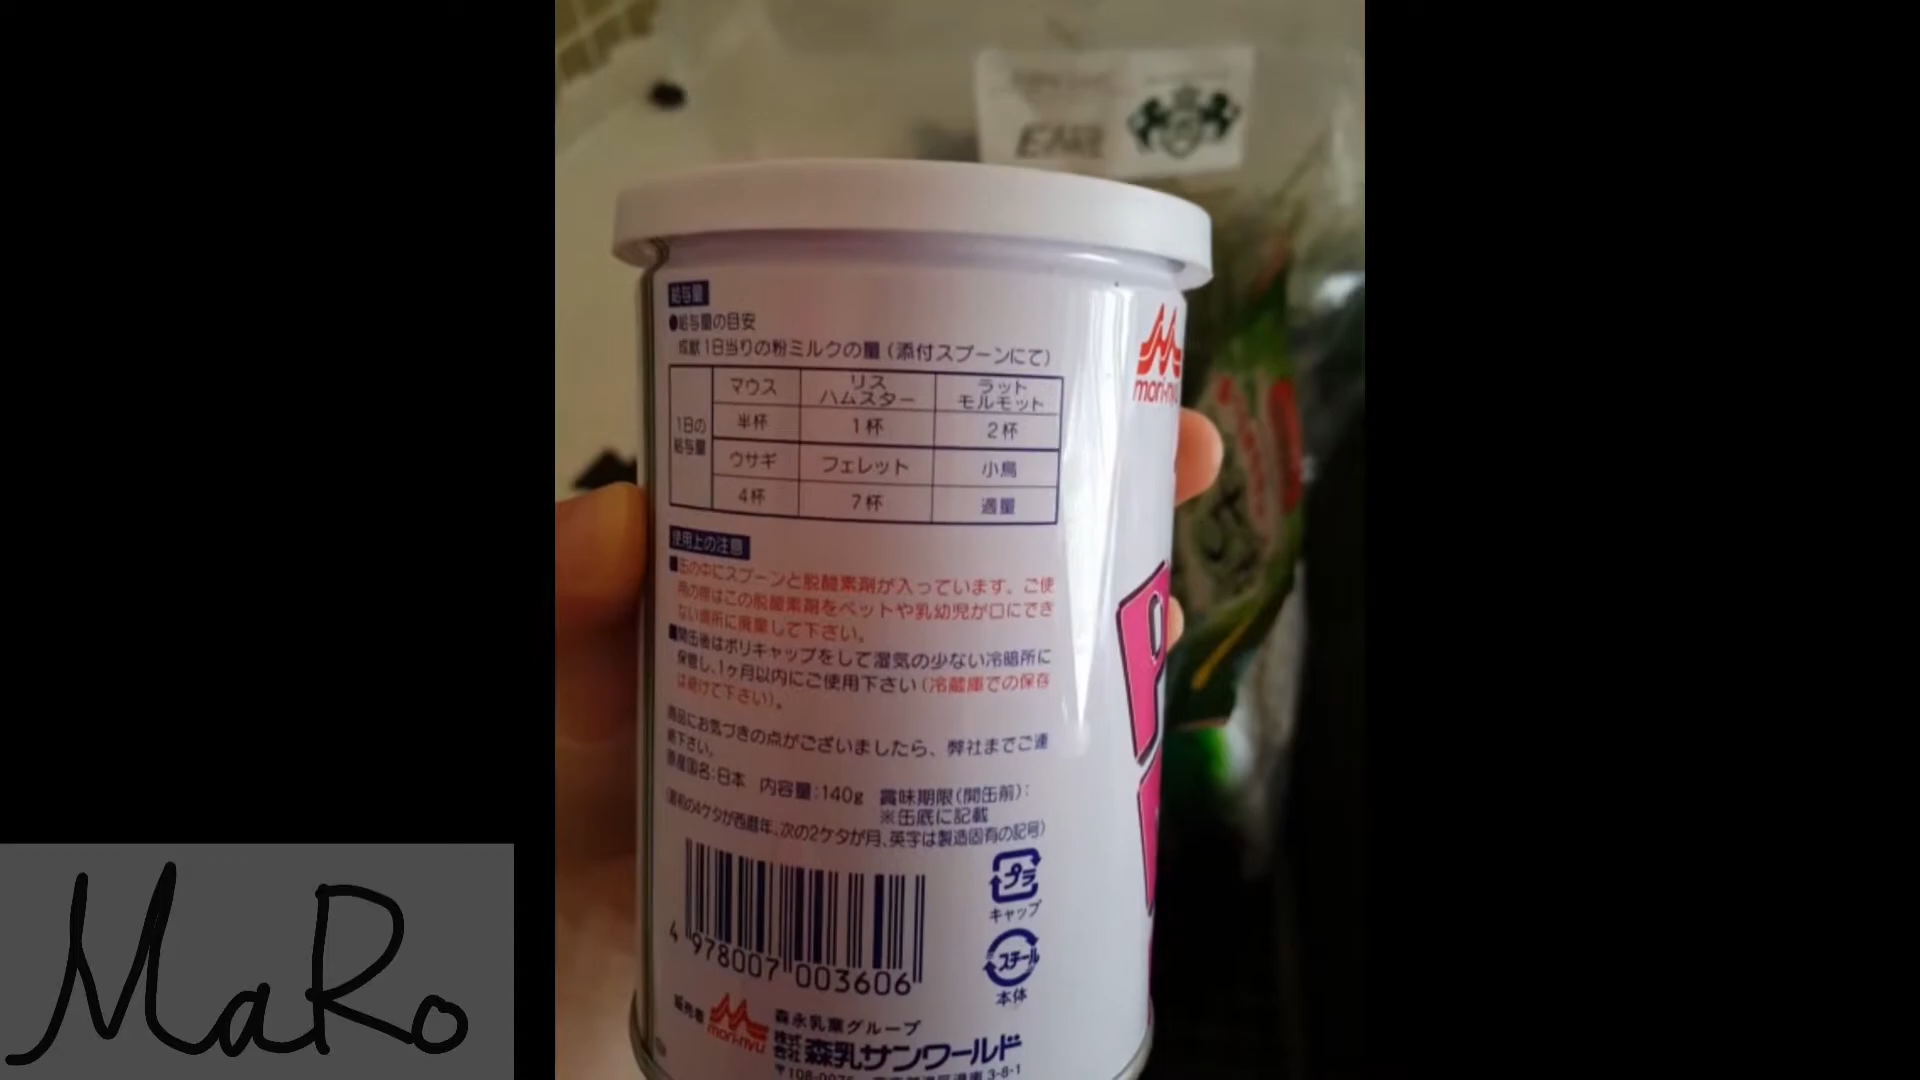 給与量
●給与量の目安
成獣1日当りの粉ミルクの量(添付スプーンにて)
マウス リス ハムスター ラット モルモット
1日の給与量
半杯 1杯 2杯
ウサギ フェレット 小鳥
4杯 7杯 適量
使用上の注意
■缶の中にスプーンと脱酸素剤が入っています。ご使
用の際はこの脱酸素剤をペットや乳幼児が口にでき
ない場所に廃棄して下さい。
■開缶後はポリキャップをして湿気の少ない冷暗所に
保管し、1ヶ月以内にご使用下さい(冷蔵庫での保存
は避けて下さい)。
商品にお気づきの点がございましたら、弊社までご連
絡下さい。
原産国名:日本 内容量:140g 賞味期限(開缶前):
※缶底に記載
(最初の4ケタが西暦年、次の2ケタが月、英字は製造固有の記号)
プラ
キャップ
スチール
本体
4 978007 003606
販売者 mori-nyu 森永乳業グループ
株式会社 森乳サンワールド
3-8-1
mori-nyu
P
MaRo